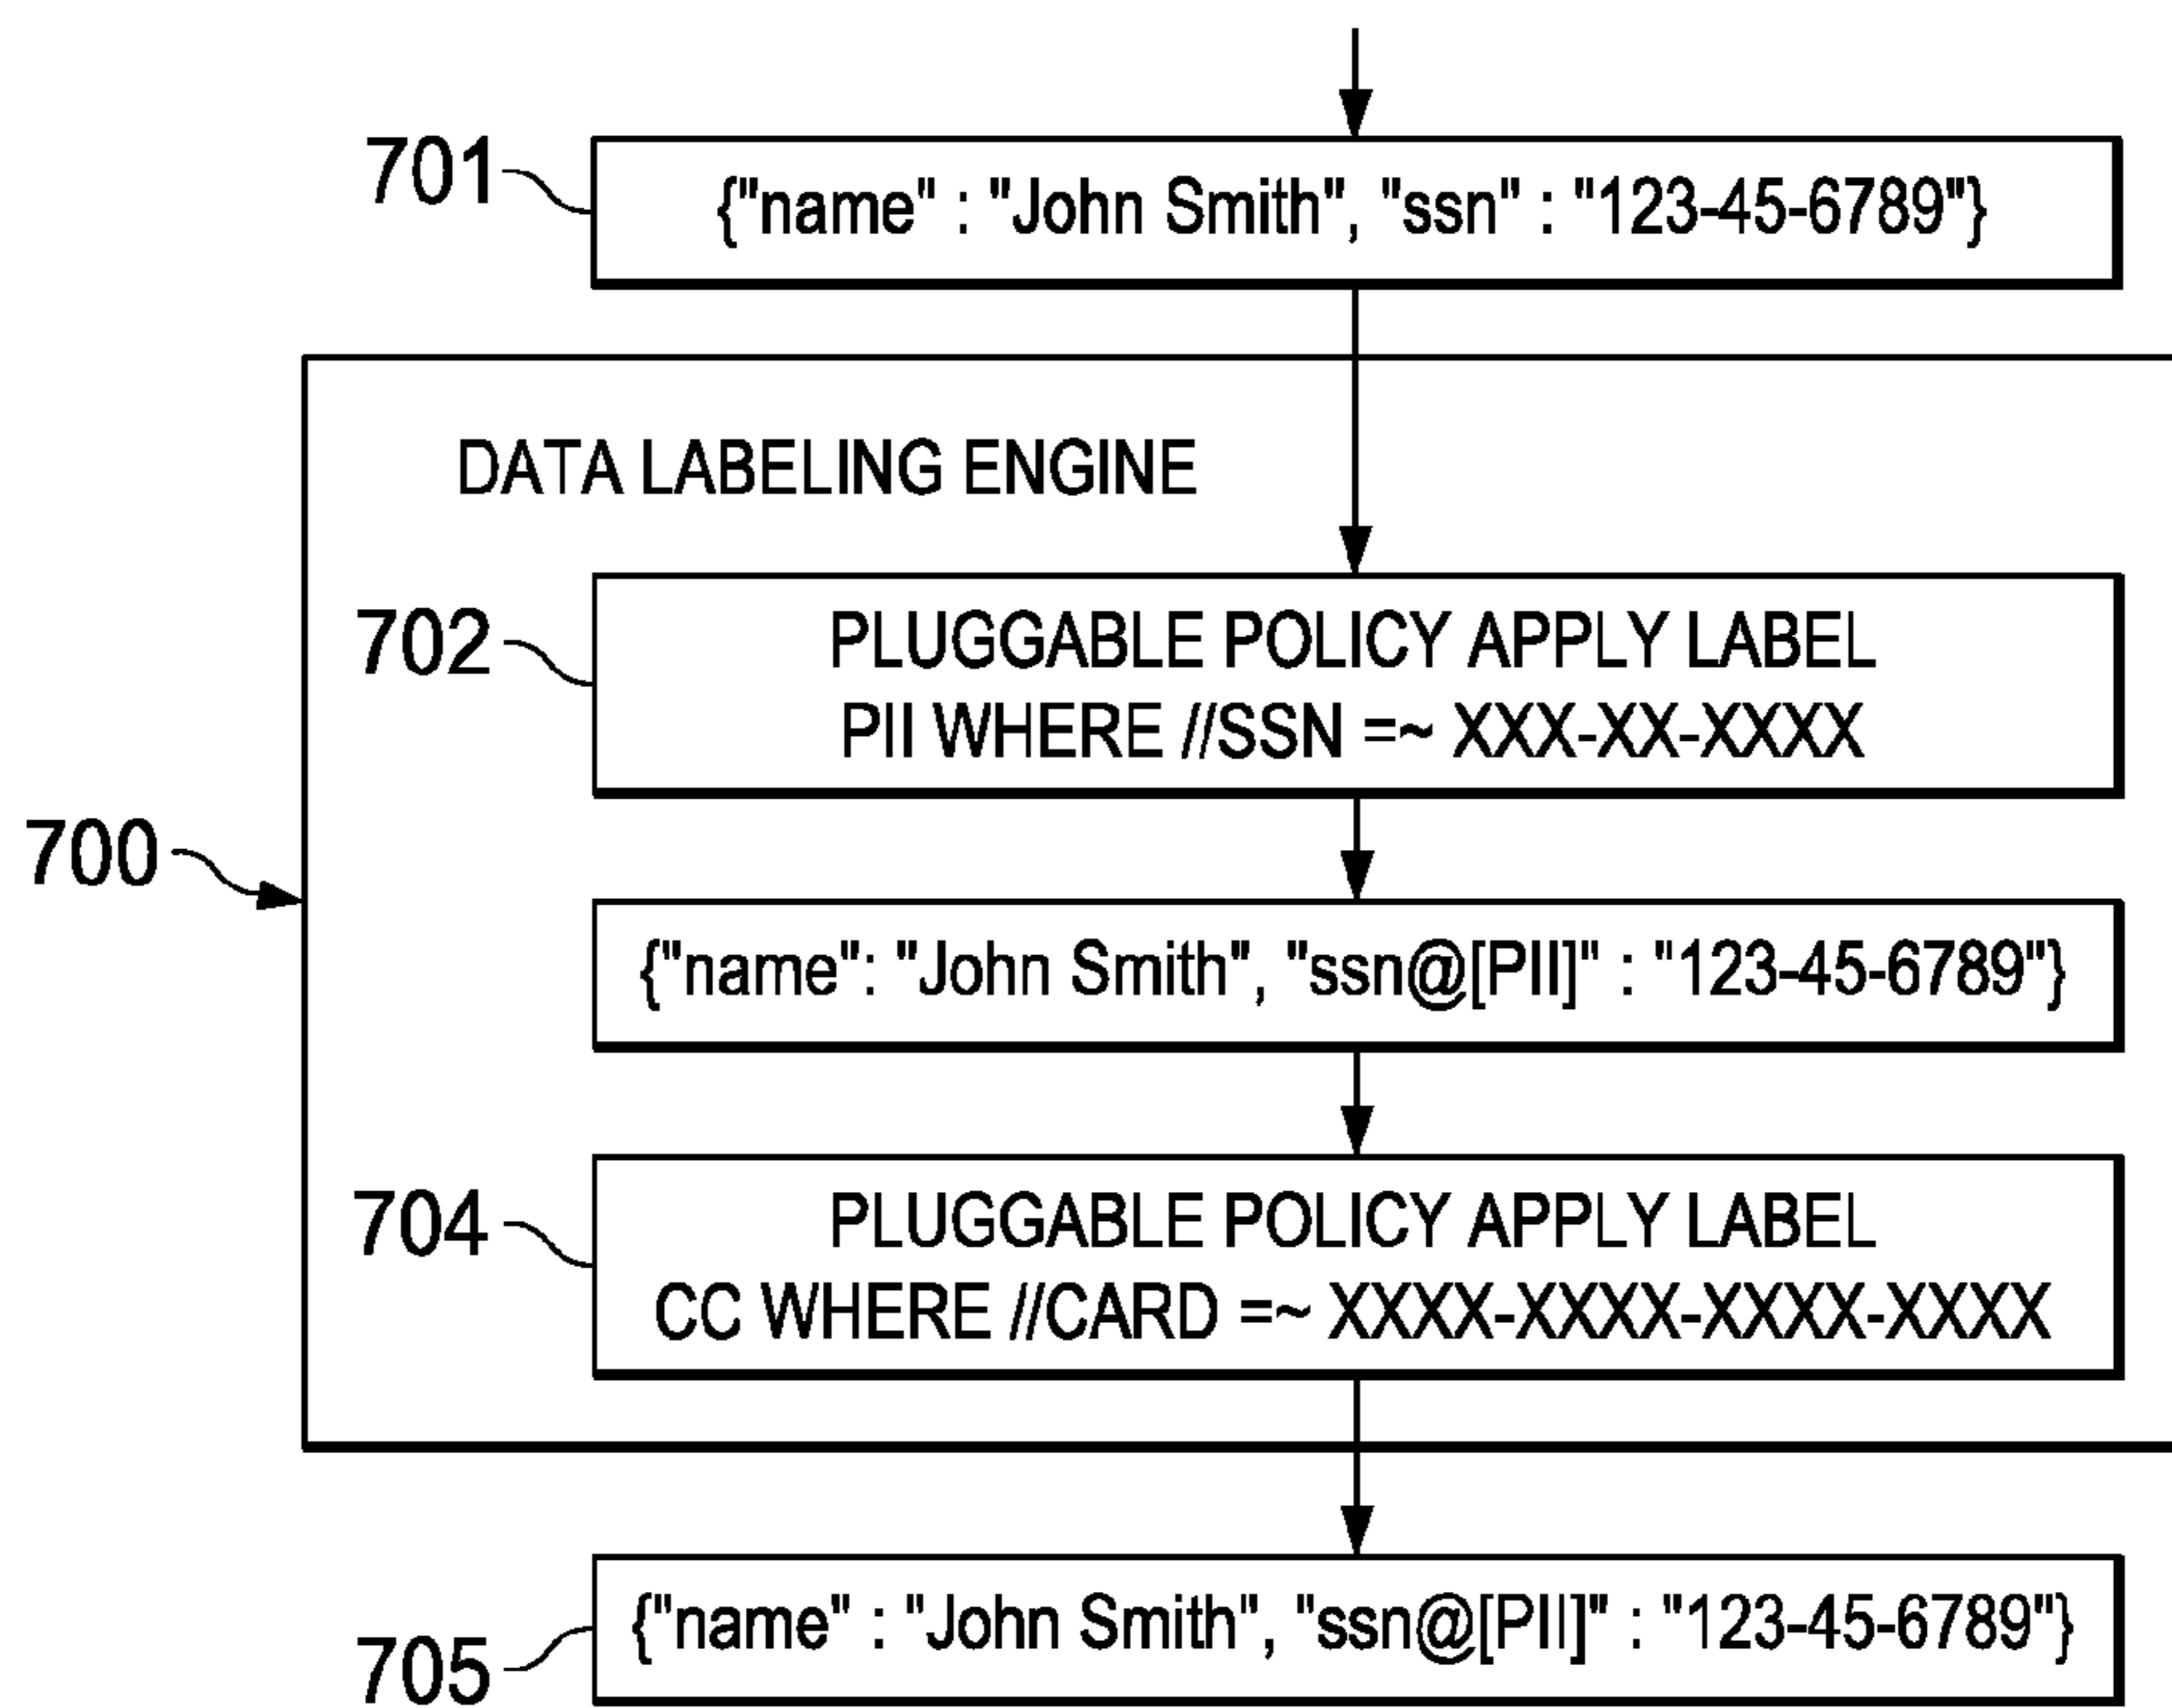 701
{"name" : "John Smith", "ssn" : "123-45-6789"}
DATA LABELING ENGINE
702
PLUGGABLE POLICY APPLY LABEL
PII WHERE //SSN =~ XXX-XX-XXXX
700
{"name": "John Smith", "ssn@[PII]" : "123-45-6789"}
704
PLUGGABLE POLICY APPLY LABEL
CC WHERE //CARD =~ XXXX-XXXX-XXXX-XXXX
705
{"name" : "John Smith", "ssn@[PII]" : "123-45-6789"}